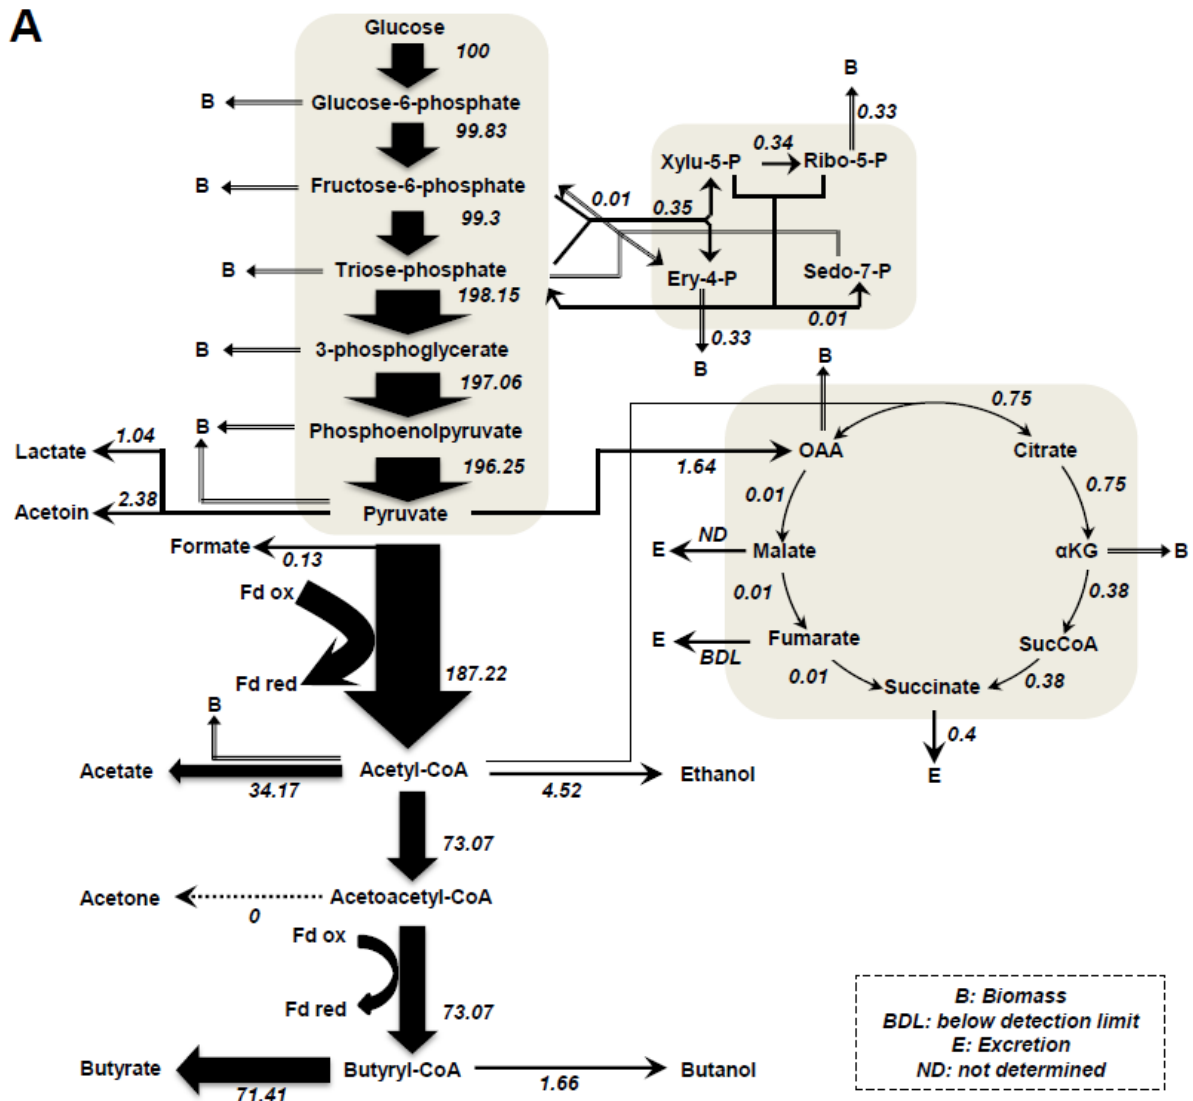 A
Glucose
100
B
Glucose-6-phosphate
99.83
B
Fructose-6-phosphate
99.3
B
Triose-phosphate
198.15
B
3-phosphoglycerate
197.06
B
Phosphoenolpyruvate
196.25
Lactate
1.04
Acetoin
2.38
Pyruvate
1.64
B
0.33
Xylu-5-P
0.34
Ribo-5-P
0.01
0.35
Ery-4-P
Sedo-7-P
0.01
0.33
B
B
0.75
OAA
Citrate
0.01
0.75
E
ND
Malate
αKG
B
0.01
0.38
E
BDL
Fumarate
SucCoA
0.01
Succinate
0.38
0.4
E
Formate
0.13
Fd ox
Fd red
187.22
B
Acetate
34.17
Acetyl-CoA
4.52
Ethanol
73.07
Acetone
0
Acetoacetyl-CoA
Fd ox
Fd red
73.07
Butyrate
71.41
Butyryl-CoA
1.66
Butanol
B: Biomass
BDL: below detection limit
E: Excretion
ND: not determined